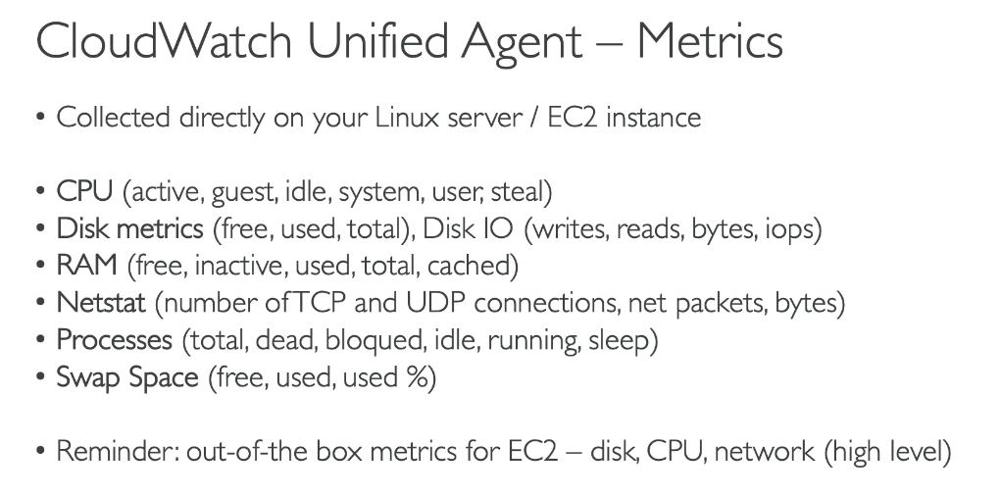 CloudWatch Unified Agent – Metrics
• Collected directly on your Linux server / EC2 instance
• CPU (active, guest, idle, system, user, steal)
• Disk metrics (free, used, total), Disk IO (writes, reads, bytes, iops)
• RAM (free, inactive, used, total, cached)
• Netstat (number of TCP and UDP connections, net packets, bytes)
• Processes (total, dead, bloqued, idle, running, sleep)
• Swap Space (free, used, used %)
• Reminder: out-of-the box metrics for EC2 – disk, CPU, network (high level)